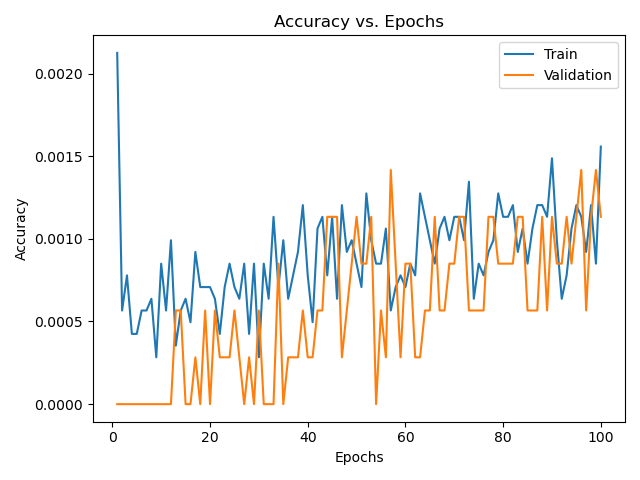 Accuracy vs. Epochs
Train
Validation
0.0020
0.0015
0.0010
0.0005
0.0000
Accuracy
0 20 40 60 80 100
Epochs